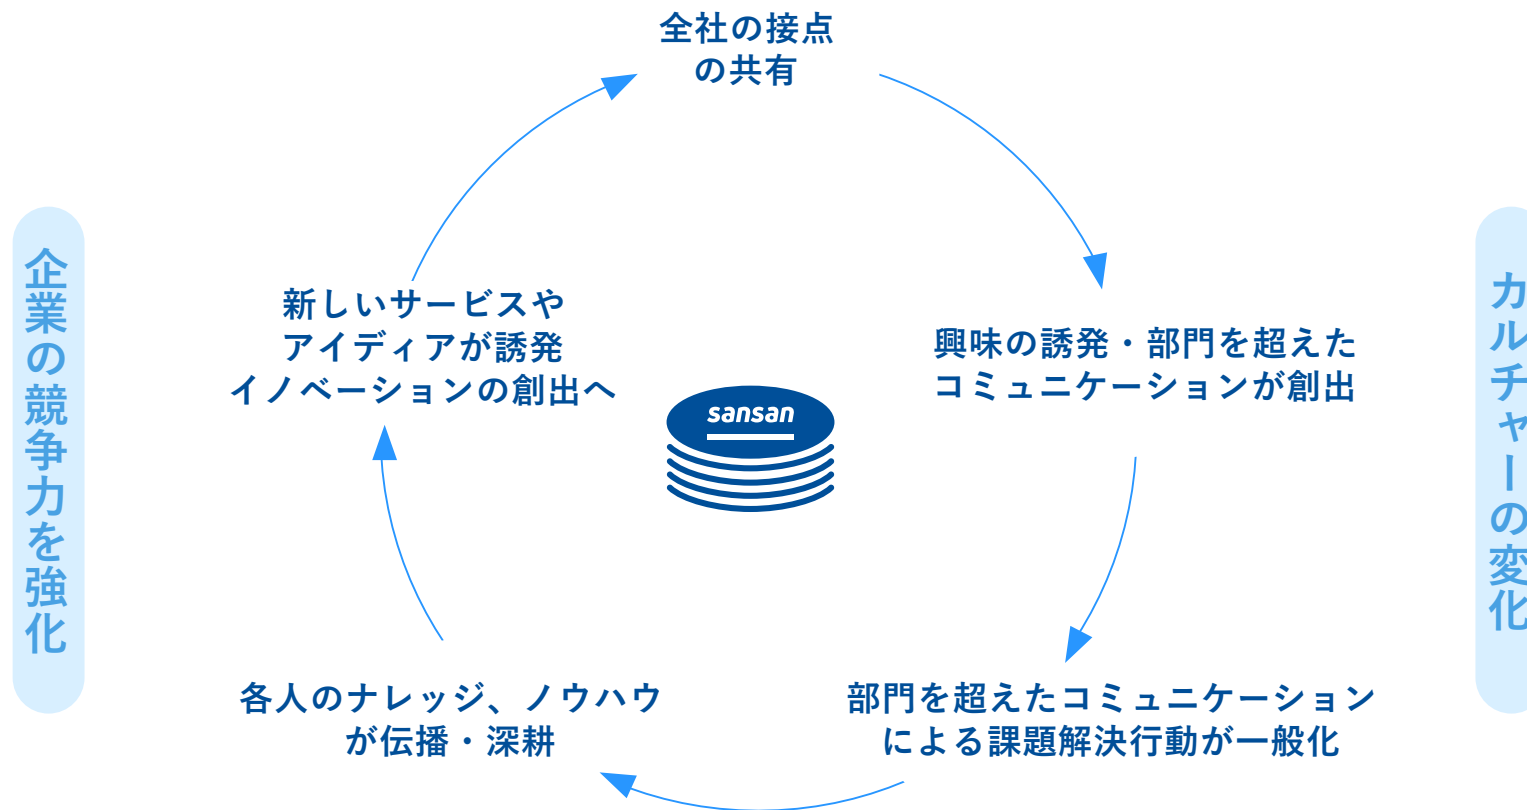 全社の接点
の共有
興味の誘発・部門を超えた
コミュニケーションが創出
部門を超えたコミュニケーション
による課題解決行動が一般化
各人のナレッジ、ノウハウ
が伝播・深耕
新しいサービスや
アイディアが誘発
イノベーションの創出へ
sansan
企業の競争力を強化
カルチャーの変化